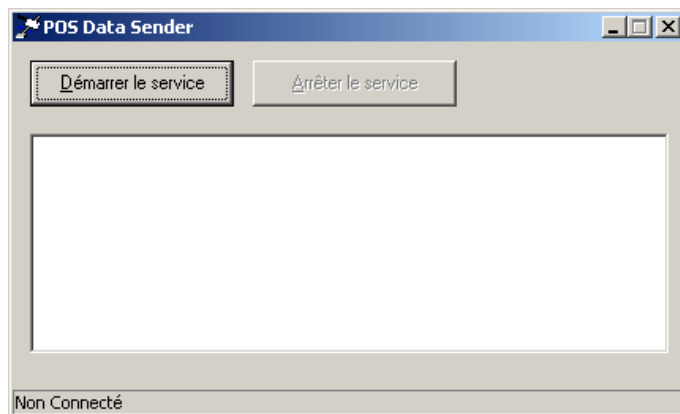 POS Data Sender
Démarrer le service
Arrêter le service
Non Connecté